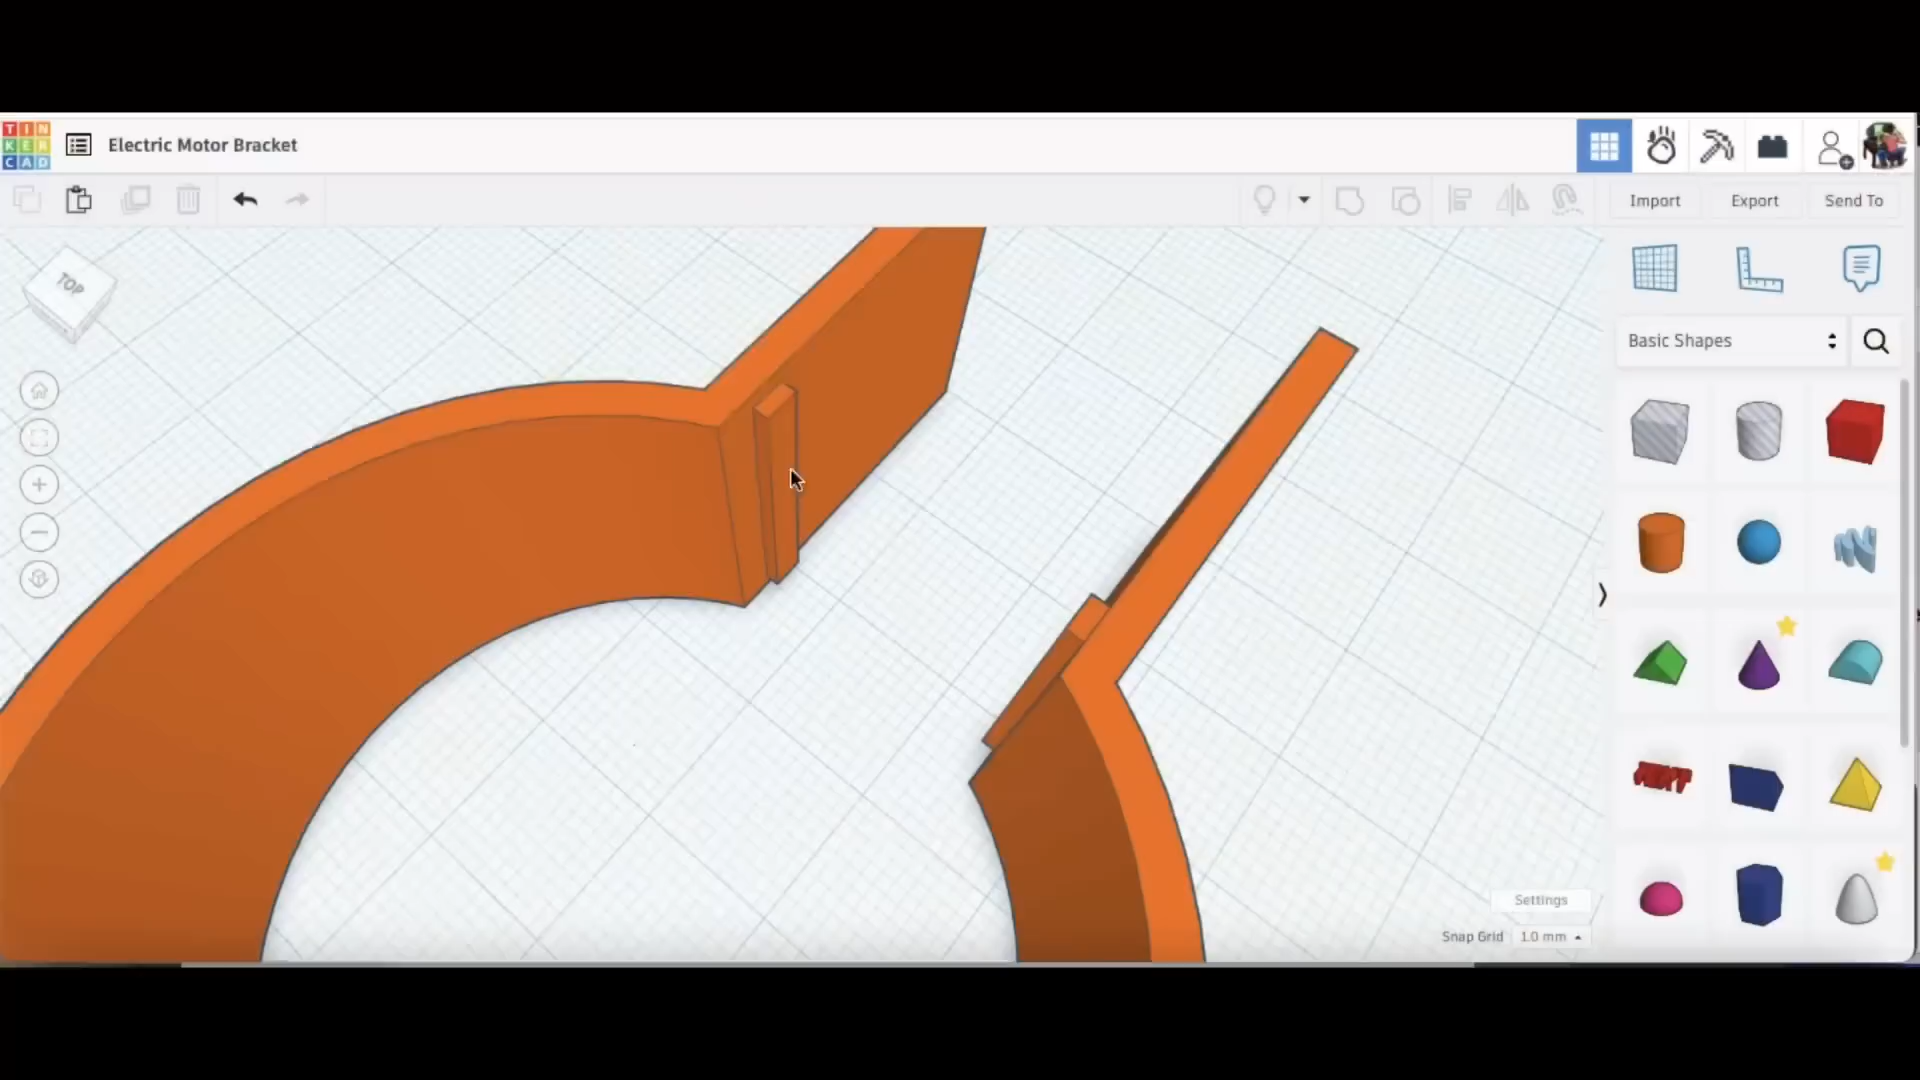 TIN
KER
CAD
Electric Motor Bracket
Import
Export
Send To
TOP
Basic Shapes
Settings
Snap Grid 1.0 mm